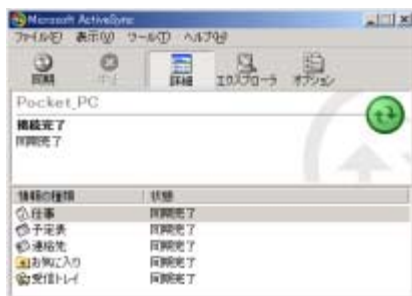 Microsoft ActiveSync
ファイル(F) 表示(V) ツール(T) ヘルプ(H)
同期 中止 詳細 エクスプローラ オプション
Pocket_PC
接続完了
同期完了
情報の種類 状態
仕事 同期完了
予定表 同期完了
連絡先 同期完了
お気に入り 同期完了
受信トレイ 同期完了